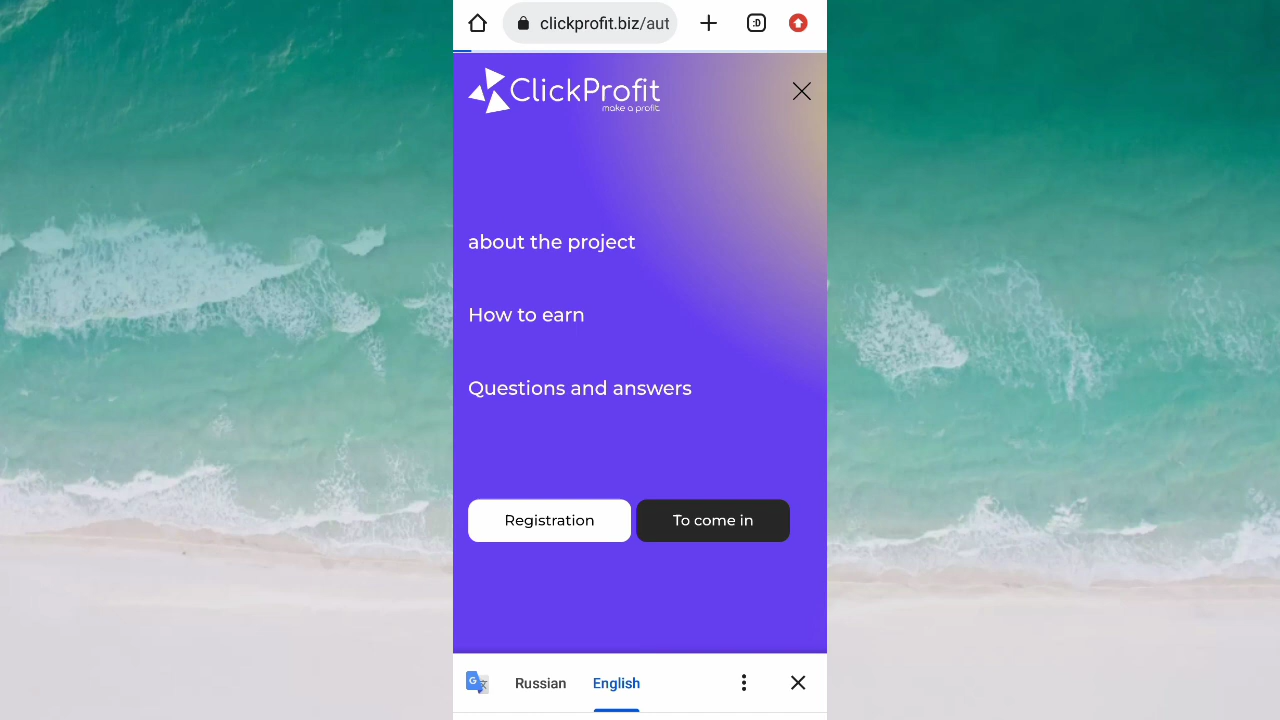 clickprofit.biz/aut
:D
ClickProfit
make a profit.
about the project
How to earn
Questions and answers
Registration
To come in
Russian
English